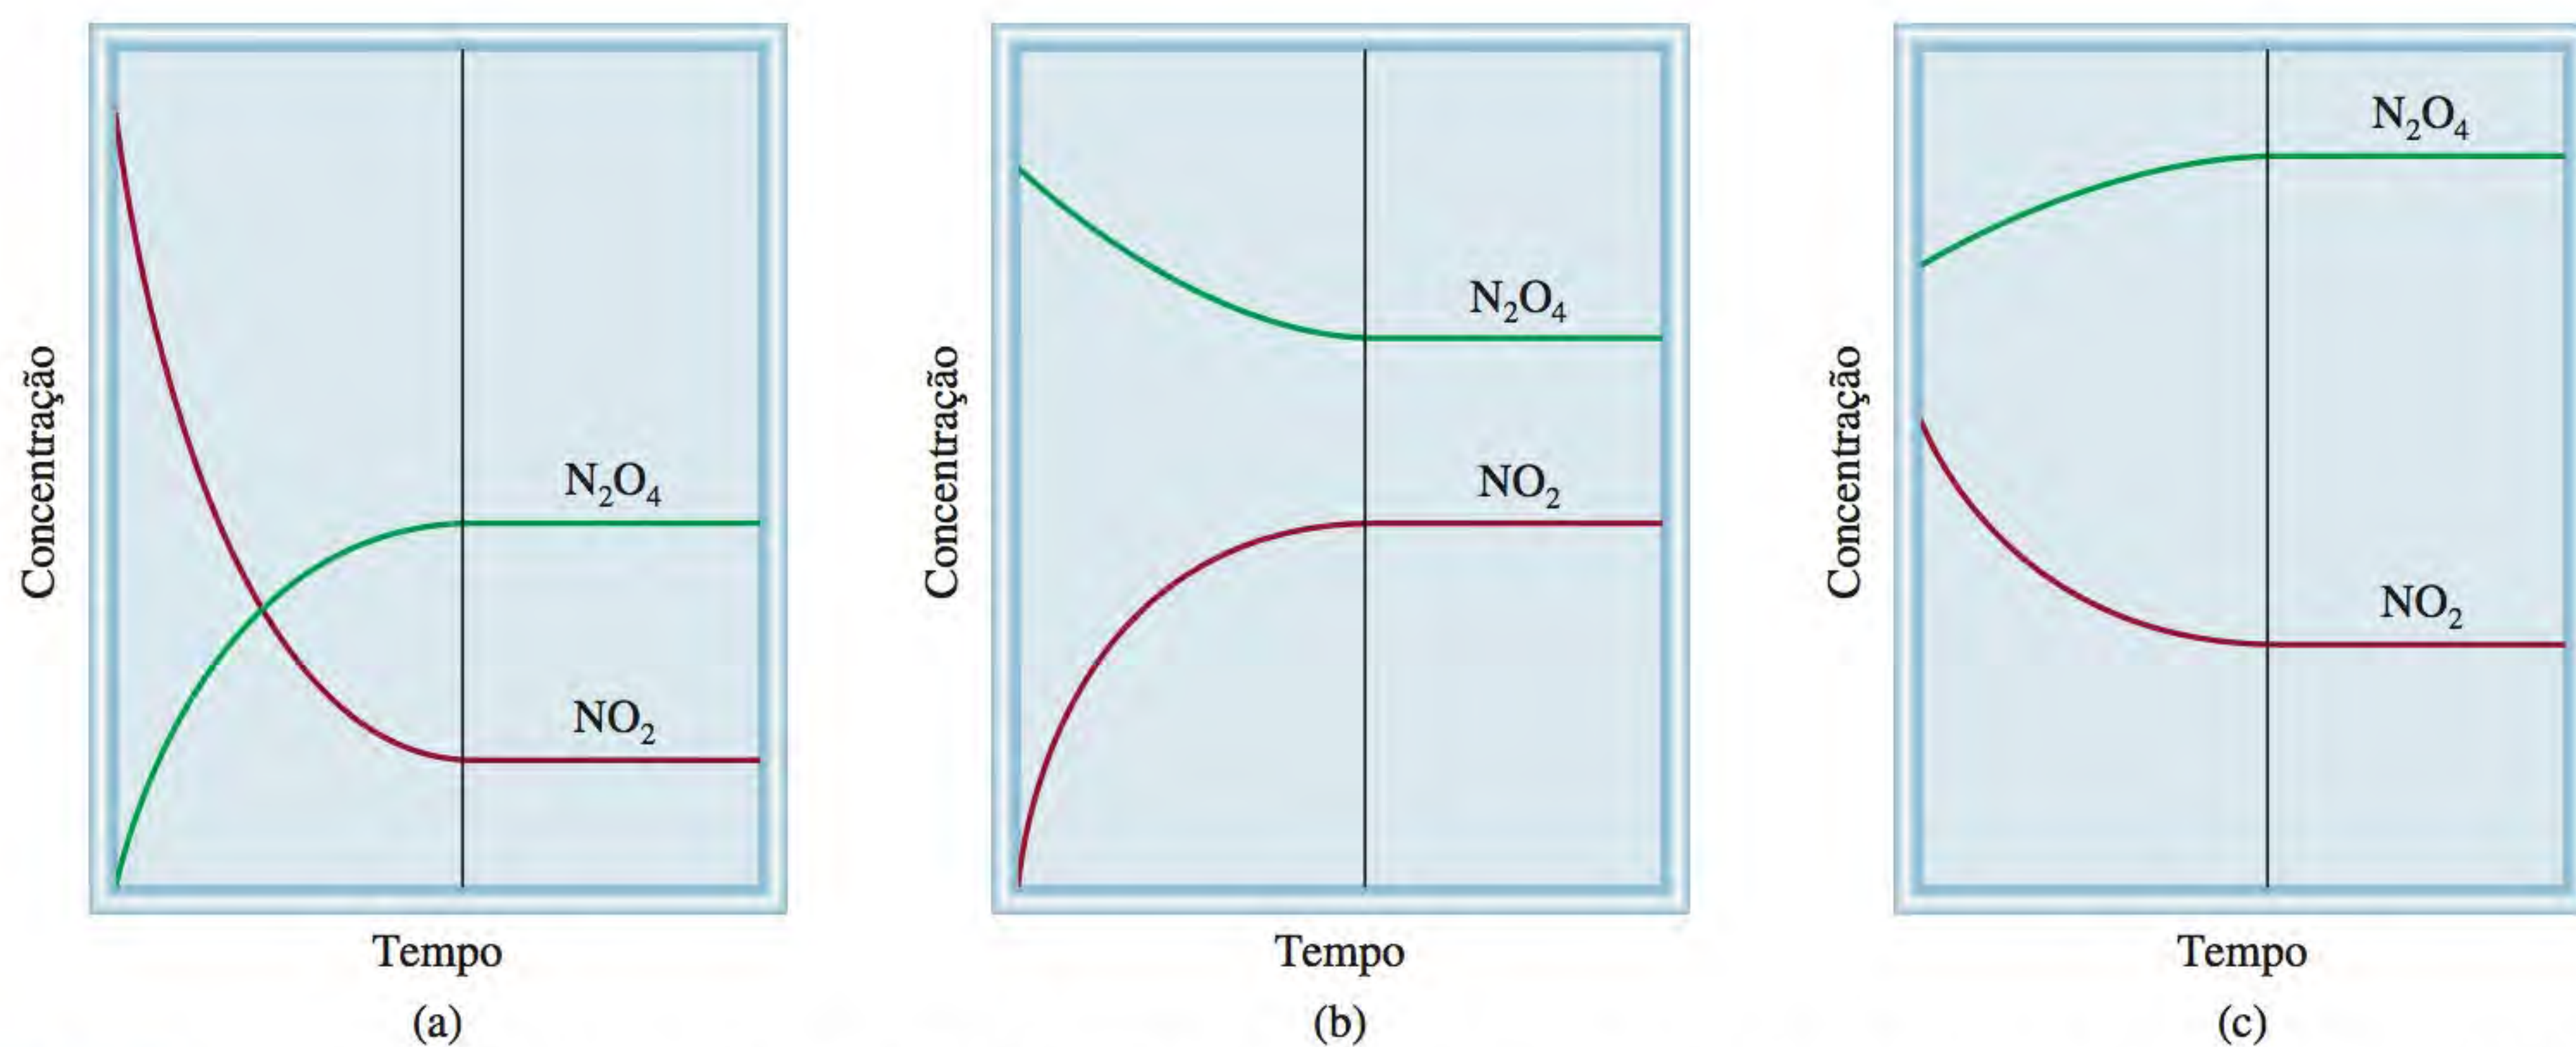 Concentração
N₂O₄
NO₂
Tempo
(a)
Concentração
N₂O₄
NO₂
Tempo
(b)
Concentração
N₂O₄
NO₂
Tempo
(c)